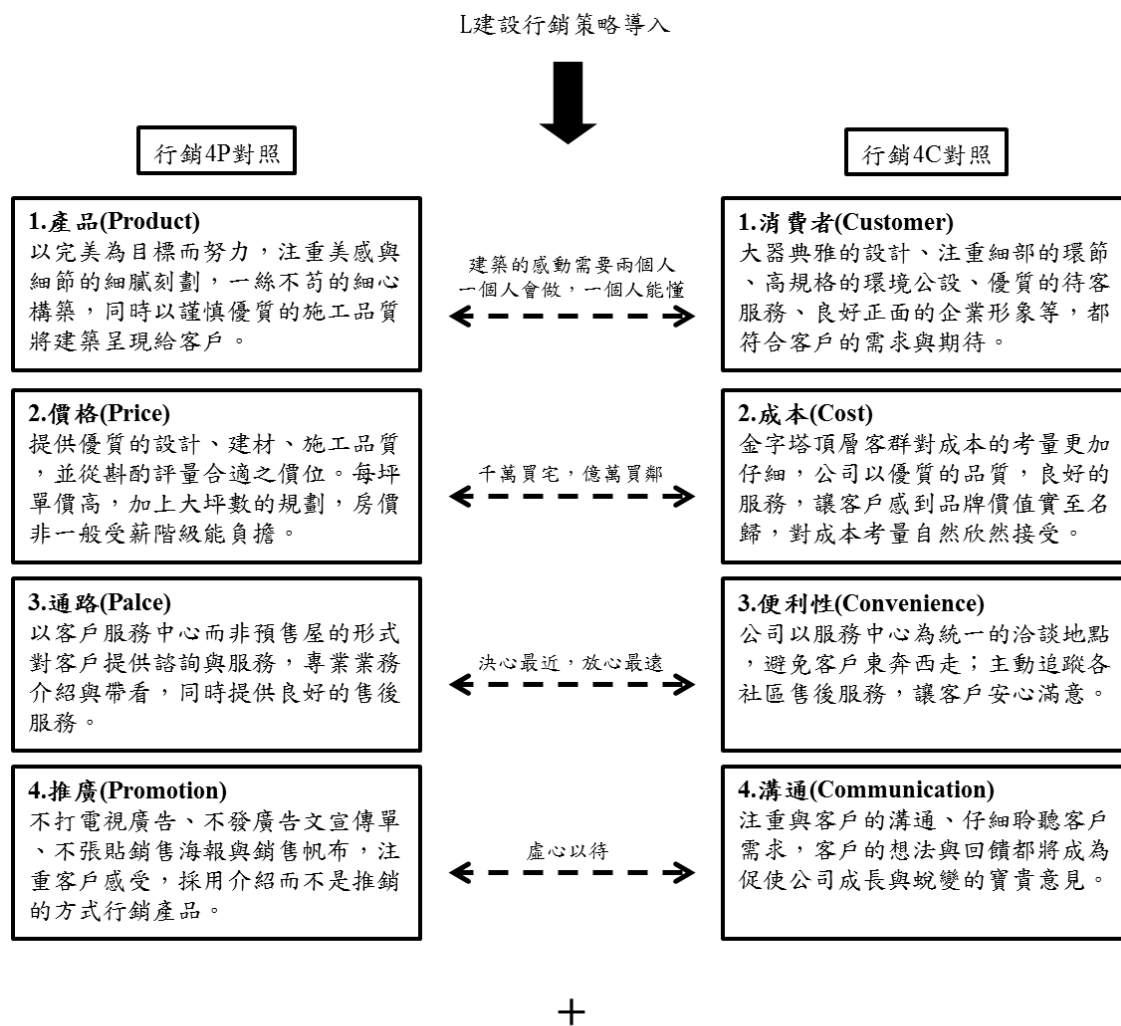 L建設行銷策略導入
行銷4P對照
行銷4C對照
1.產品(Product)
以完美為目標而努力，注重美感與
細節的細膩刻劃，一絲不苟的細心
構築，同時以謹慎優質的施工品質
將建築呈現給客戶。
建築的感動需要兩個人
一個人會做，一個人能懂
1.消費者(Customer)
大器典雅的設計、注重細部的環節
、高規格的環境公設、優質的待客
服務、良好正面的企業形象等，都
符合客戶的需求與期待。
2.價格(Price)
提供優質的設計、建材、施工品質
，並從斟酌評量合適之價位。每坪
單價高，加上大坪數的規劃，房價
非一般受薪階級能負擔。
千萬買宅，億萬買鄰
2.成本(Cost)
金字塔頂層客群對成本的考量更加
仔細，公司以優質的品質，良好的
服務，讓客戶感到品牌價值實至名
歸，對成本考量自然欣然接受。
3.通路(Palce)
以客戶服務中心而非預售屋的形式
對客戶提供諮詢與服務，專業業務
介紹與帶看，同時提供良好的售後
服務。
決心最近，放心最遠
3.便利性(Convenience)
公司以服務中心為統一的洽談地點
，避免客戶東奔西走；主動追蹤各
社區售後服務，讓客戶安心滿意。
4.推廣(Promotion)
不打電視廣告、不發廣告文宣傳單
、不張貼銷售海報與銷售帆布，注
重客戶感受，採用介紹而不是推銷
的方式行銷產品。
虛心以待
4.溝通(Communication)
注重與客戶的溝通、仔細聆聽客戶
需求，客戶的想法與回饋都將成為
促使公司成長與蛻變的寶貴意見。
+